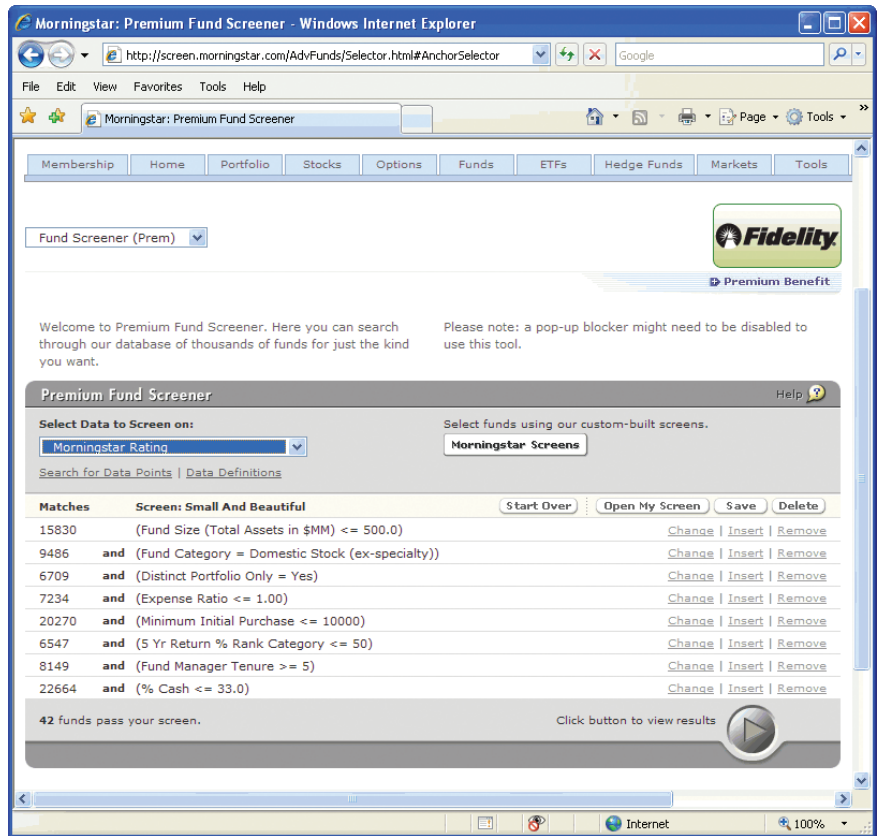 Morningstar: Premium Fund Screener - Windows Internet Explorer
http://screen.morningstar.com/AdvFunds/Selector.html#AnchorSelector
Google
File Edit View Favorites Tools Help
Morningstar: Premium Fund Screener
Page Tools »
Membership Home Portfolio Stocks Options Funds ETFs Hedge Funds Markets Tools
Fund Screener (Prem)
Fidelity
Premium Benefit
Welcome to Premium Fund Screener. Here you can search
through our database of thousands of funds for just the kind
you want.
Please note: a pop-up blocker might need to be disabled to
use this tool.
Premium Fund Screener
Help ?
Select Data to Screen on:
Morningstar Rating
Search for Data Points | Data Definitions
Select funds using our custom-built screens.
Morningstar Screens
Matches Screen: Small And Beautiful Start Over Open My Screen Save Delete
15830 (Fund Size (Total Assets in $MM) <= 500.0) Change | Insert | Remove
9486 and (Fund Category = Domestic Stock (ex-specialty)) Change | Insert | Remove
6709 and (Distinct Portfolio Only = Yes) Change | Insert | Remove
7234 and (Expense Ratio <= 1.00) Change | Insert | Remove
20270 and (Minimum Initial Purchase <= 10000) Change | Insert | Remove
6547 and (5 Yr Return % Rank Category <= 50) Change | Insert | Remove
8149 and (Fund Manager Tenure >= 5) Change | Insert | Remove
22664 and (% Cash <= 33.0) Change | Insert | Remove
42 funds pass your screen. Click button to view results
Internet 100%